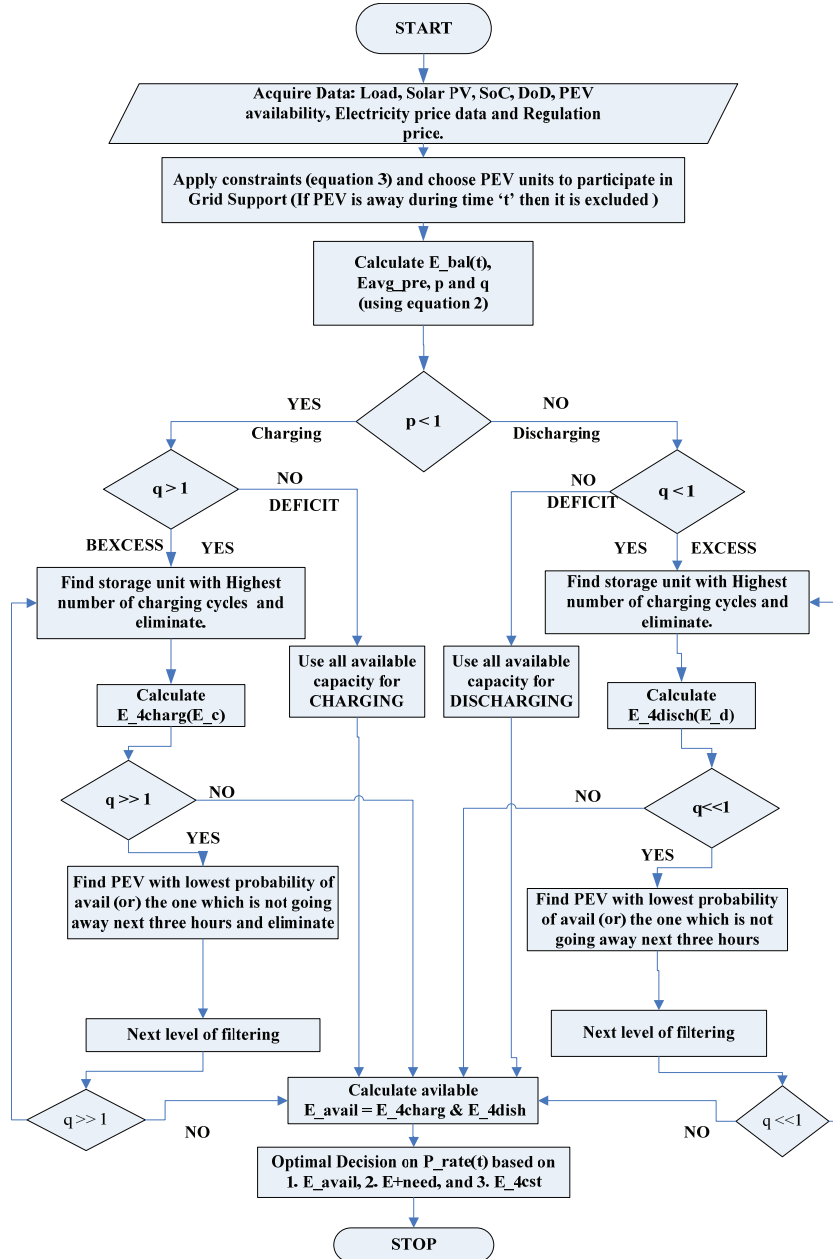 START
Acquire Data: Load, Solar PV, SoC, DoD, PEV
availability, Electricity price data and Regulation
price.
Apply constraints (equation 3) and choose PEV units to participate in
Grid Support (If PEV is away during time ‘t’ then it is excluded )
Calculate E_bal(t),
Eavg_pre, p and q
(using equation 2)
p < 1
YES
Charging
NO
Discharging
q > 1
NO
DEFICIT
BEXCESS YES
q < 1
NO
DEFICIT
YES EXCESS
Find storage unit with Highest
number of charging cycles and
eliminate.
Find storage unit with Highest
number of charging cycles and
eliminate.
Use all available
capacity for
CHARGING
Use all available
capacity for
DISCHARGING
Calculate
E_4charg(E_c)
Calculate
E_4disch(E_d)
q >> 1
NO
YES
q<<1
NO
YES
Find PEV with lowest probability of
avail (or) the one which is not going
away next three hours and eliminate
Find PEV with lowest probability
of avail (or) the one which is not
going away next three hours
Next level of filtering
Next level of filtering
q >> 1
NO
Calculate avilable
E_avail = E_4charg & E_4dish
q <<1
NO
Optimal Decision on P_rate(t) based on
1. E_avail, 2. E+need, and 3. E_4cst
STOP